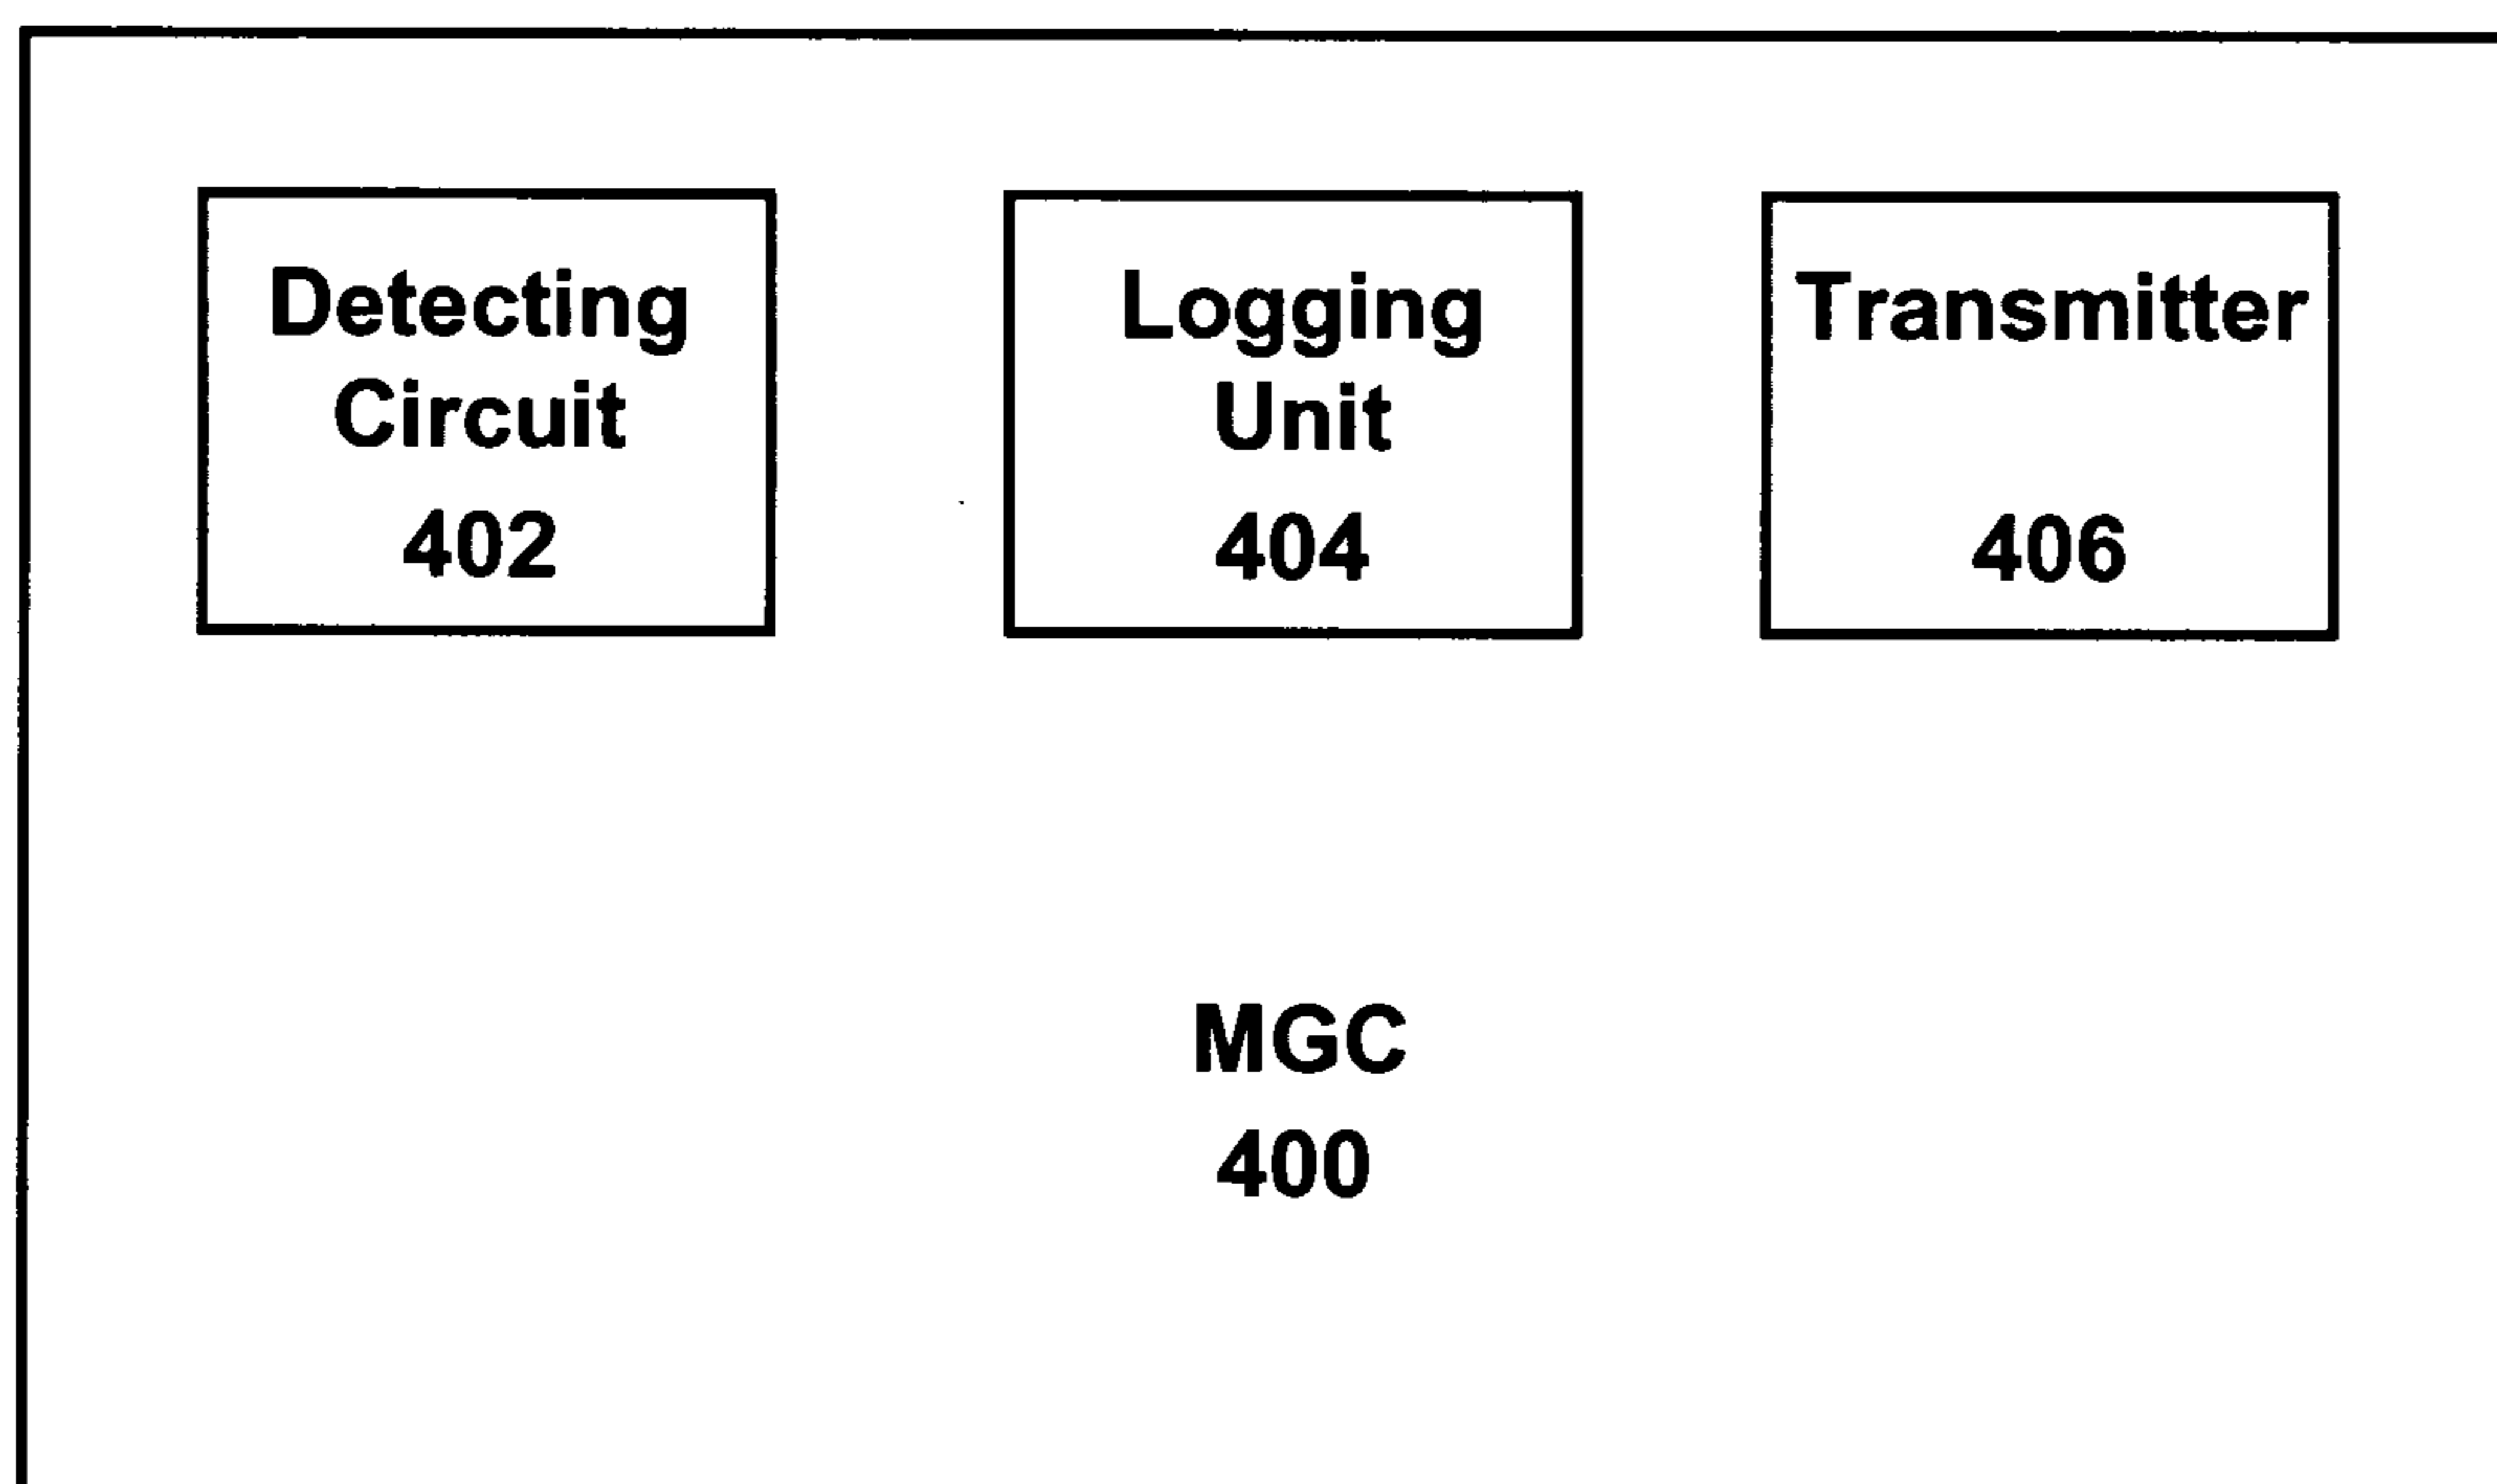 Detecting
Circuit
402
Logging
Unit
404
Transmitter
406
MGC
400